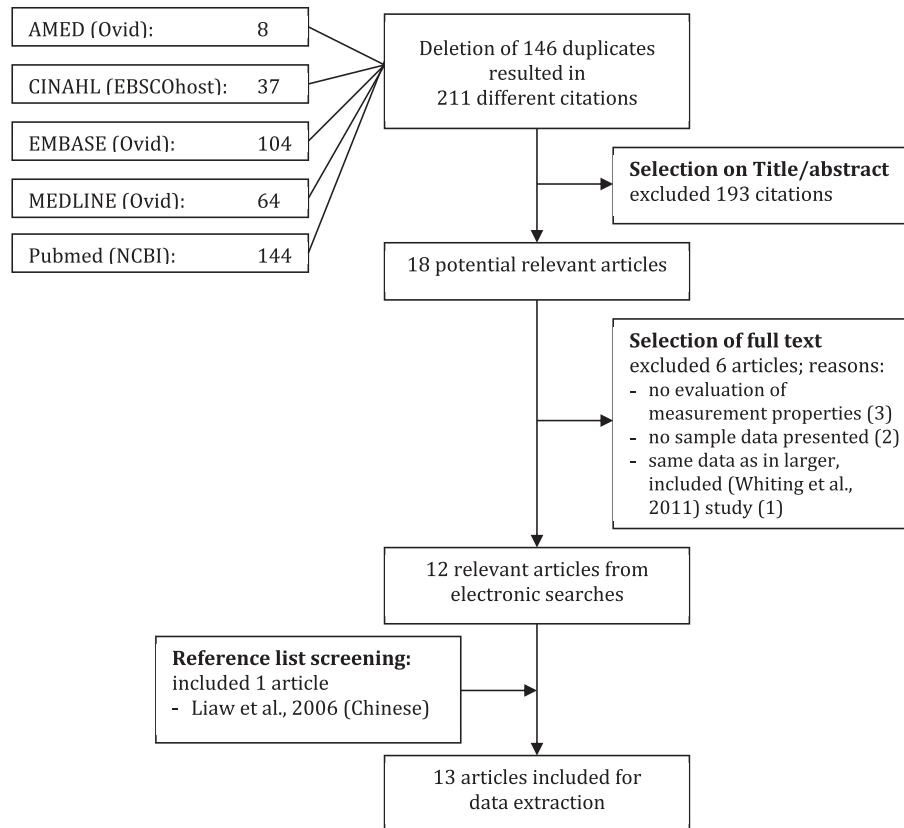 AMED (Ovid): 8
CINAHL (EBSCOhost): 37
EMBASE (Ovid): 104
MEDLINE (Ovid): 64
Pubmed (NCBI): 144
Deletion of 146 duplicates
resulted in
211 different citations
Selection on Title/abstract
excluded 193 citations
18 potential relevant articles
Selection of full text
excluded 6 articles; reasons:
- no evaluation of
measurement properties (3)
- no sample data presented (2)
- same data as in larger,
included (Whiting et al.,
2011) study (1)
12 relevant articles from
electronic searches
Reference list screening:
included 1 article
- Liaw et al., 2006 (Chinese)
13 articles included for
data extraction